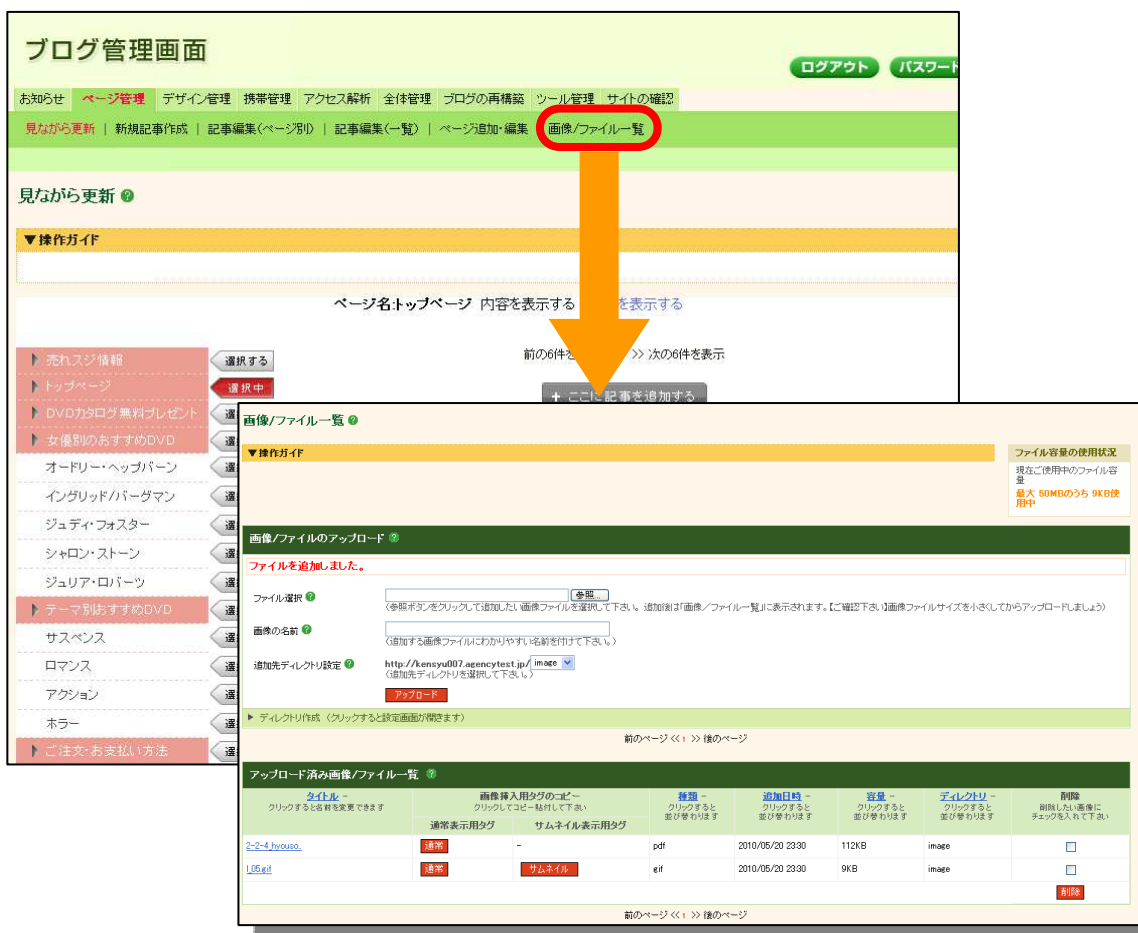 ブログ管理画面
ログアウト
お知らせ ページ管理 デザイン管理 携帯管理 アクセス解析 全体管理 ブログの再構築 ツール管理 サイトの確認
見ながら更新 | 新規記事作成 | 記事編集(ページ別) | 記事編集(一覧) | ページ追加・編集 画像/ファイル一覧
見ながら更新
▼操作ガイド
ページ名:トップページ 内容を表示する を表示する
前の6件を >> 次の6件を表示
売れスジ情報 選択する
トップページ 選択中
+ ここに記事を追加する
DVDカタログ無料プレゼント
女優別のおすすめDVD
オードリー・ヘップバーン
イングリッド/バーグマン
ジュディ・フォスター
シャロン・ストーン
ジュリア・ロバーツ
テーマ別おすすめDVD
サスペンス
ロマンス
アクション
ホラー
ご注文・お支払い方法
画像/ファイル一覧
▼操作ガイド
ファイル容量の使用状況
現在ご使用中のファイル容
量
最大 50MBのうち 9KB使
用中
画像/ファイルのアップロード
ファイルを追加しました。
ファイル選択 参照...
(参照ボタンをクリックして追加したい画像ファイルを選択して下さい。追加後は「画像/ファイル一覧」に表示されます。【ご確認下さい】画像ファイルサイズを小さくしてからアップロードしましょう)
画像の名前
(追加する画像ファイルにわかりやすい名前を付けて下さい。)
追加先ディレクトリ設定 http://kensyu007.agencytest.jp/ image
(追加先ディレクトリを選択して下さい。)
アップロード
ディレクトリ作成 (クリックすると設定画面が開きます)
前のページ << 1 >> 後のページ
アップロード済み画像/ファイル一覧
タイトル - 画像挿入用タグのコピー 種類 - 追加日時 - 容量 - ディレクトリ - 削除
クリックすると名前を変更できます クリックしてコピー貼付して下さい クリックすると並び替わります クリックすると並び替わります クリックすると並び替わります クリックすると並び替わります 削除したい画像にチェックを入れて下さい
通常表示用タグ サムネイル表示用タグ
2-2-4_hyouso.. 通常 - pdf 2010/05/20 23:30 112KB image
l_05.gif 通常 サムネイル gif 2010/05/20 23:30 9KB image
削除
前のページ << 1 >> 後のページ